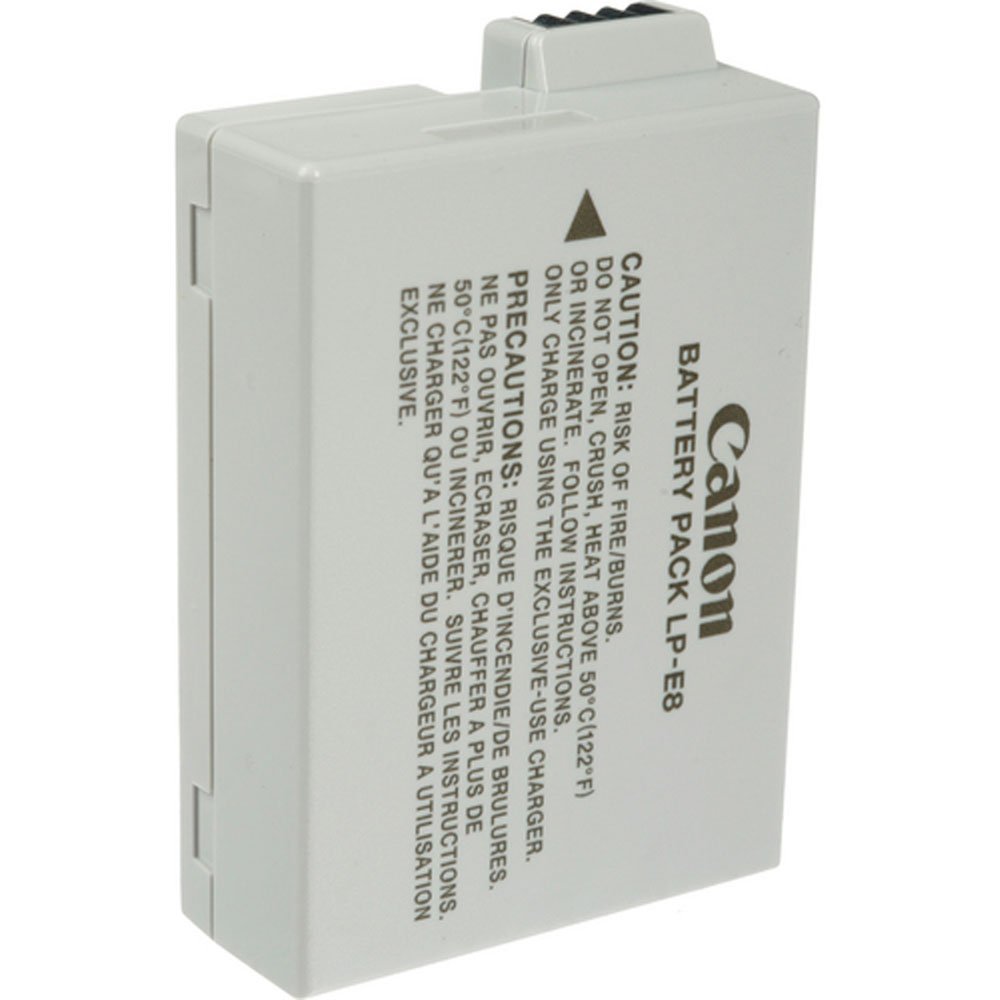 Canon
BATTERY PACK LP-E8
CAUTION: RISK OF FIRE/BURNS.
DO NOT OPEN, CRUSH, HEAT ABOVE 50°C(122°F)
OR INCINERATE. FOLLOW INSTRUCTIONS.
ONLY CHARGE USING THE EXCLUSIVE-USE CHARGER.
PRECAUTIONS: RISQUE D'INCENDIE/DE BRULURES.
NE PAS OUVRIR, ECRASER, CHAUFFER A PLUS DE
50°C(122°F) OU INCINERER. SUIVRE LES INSTRUCTIONS.
NE CHARGER QU'A L'AIDE DU CHARGEUR A UTILISATION
EXCLUSIVE.